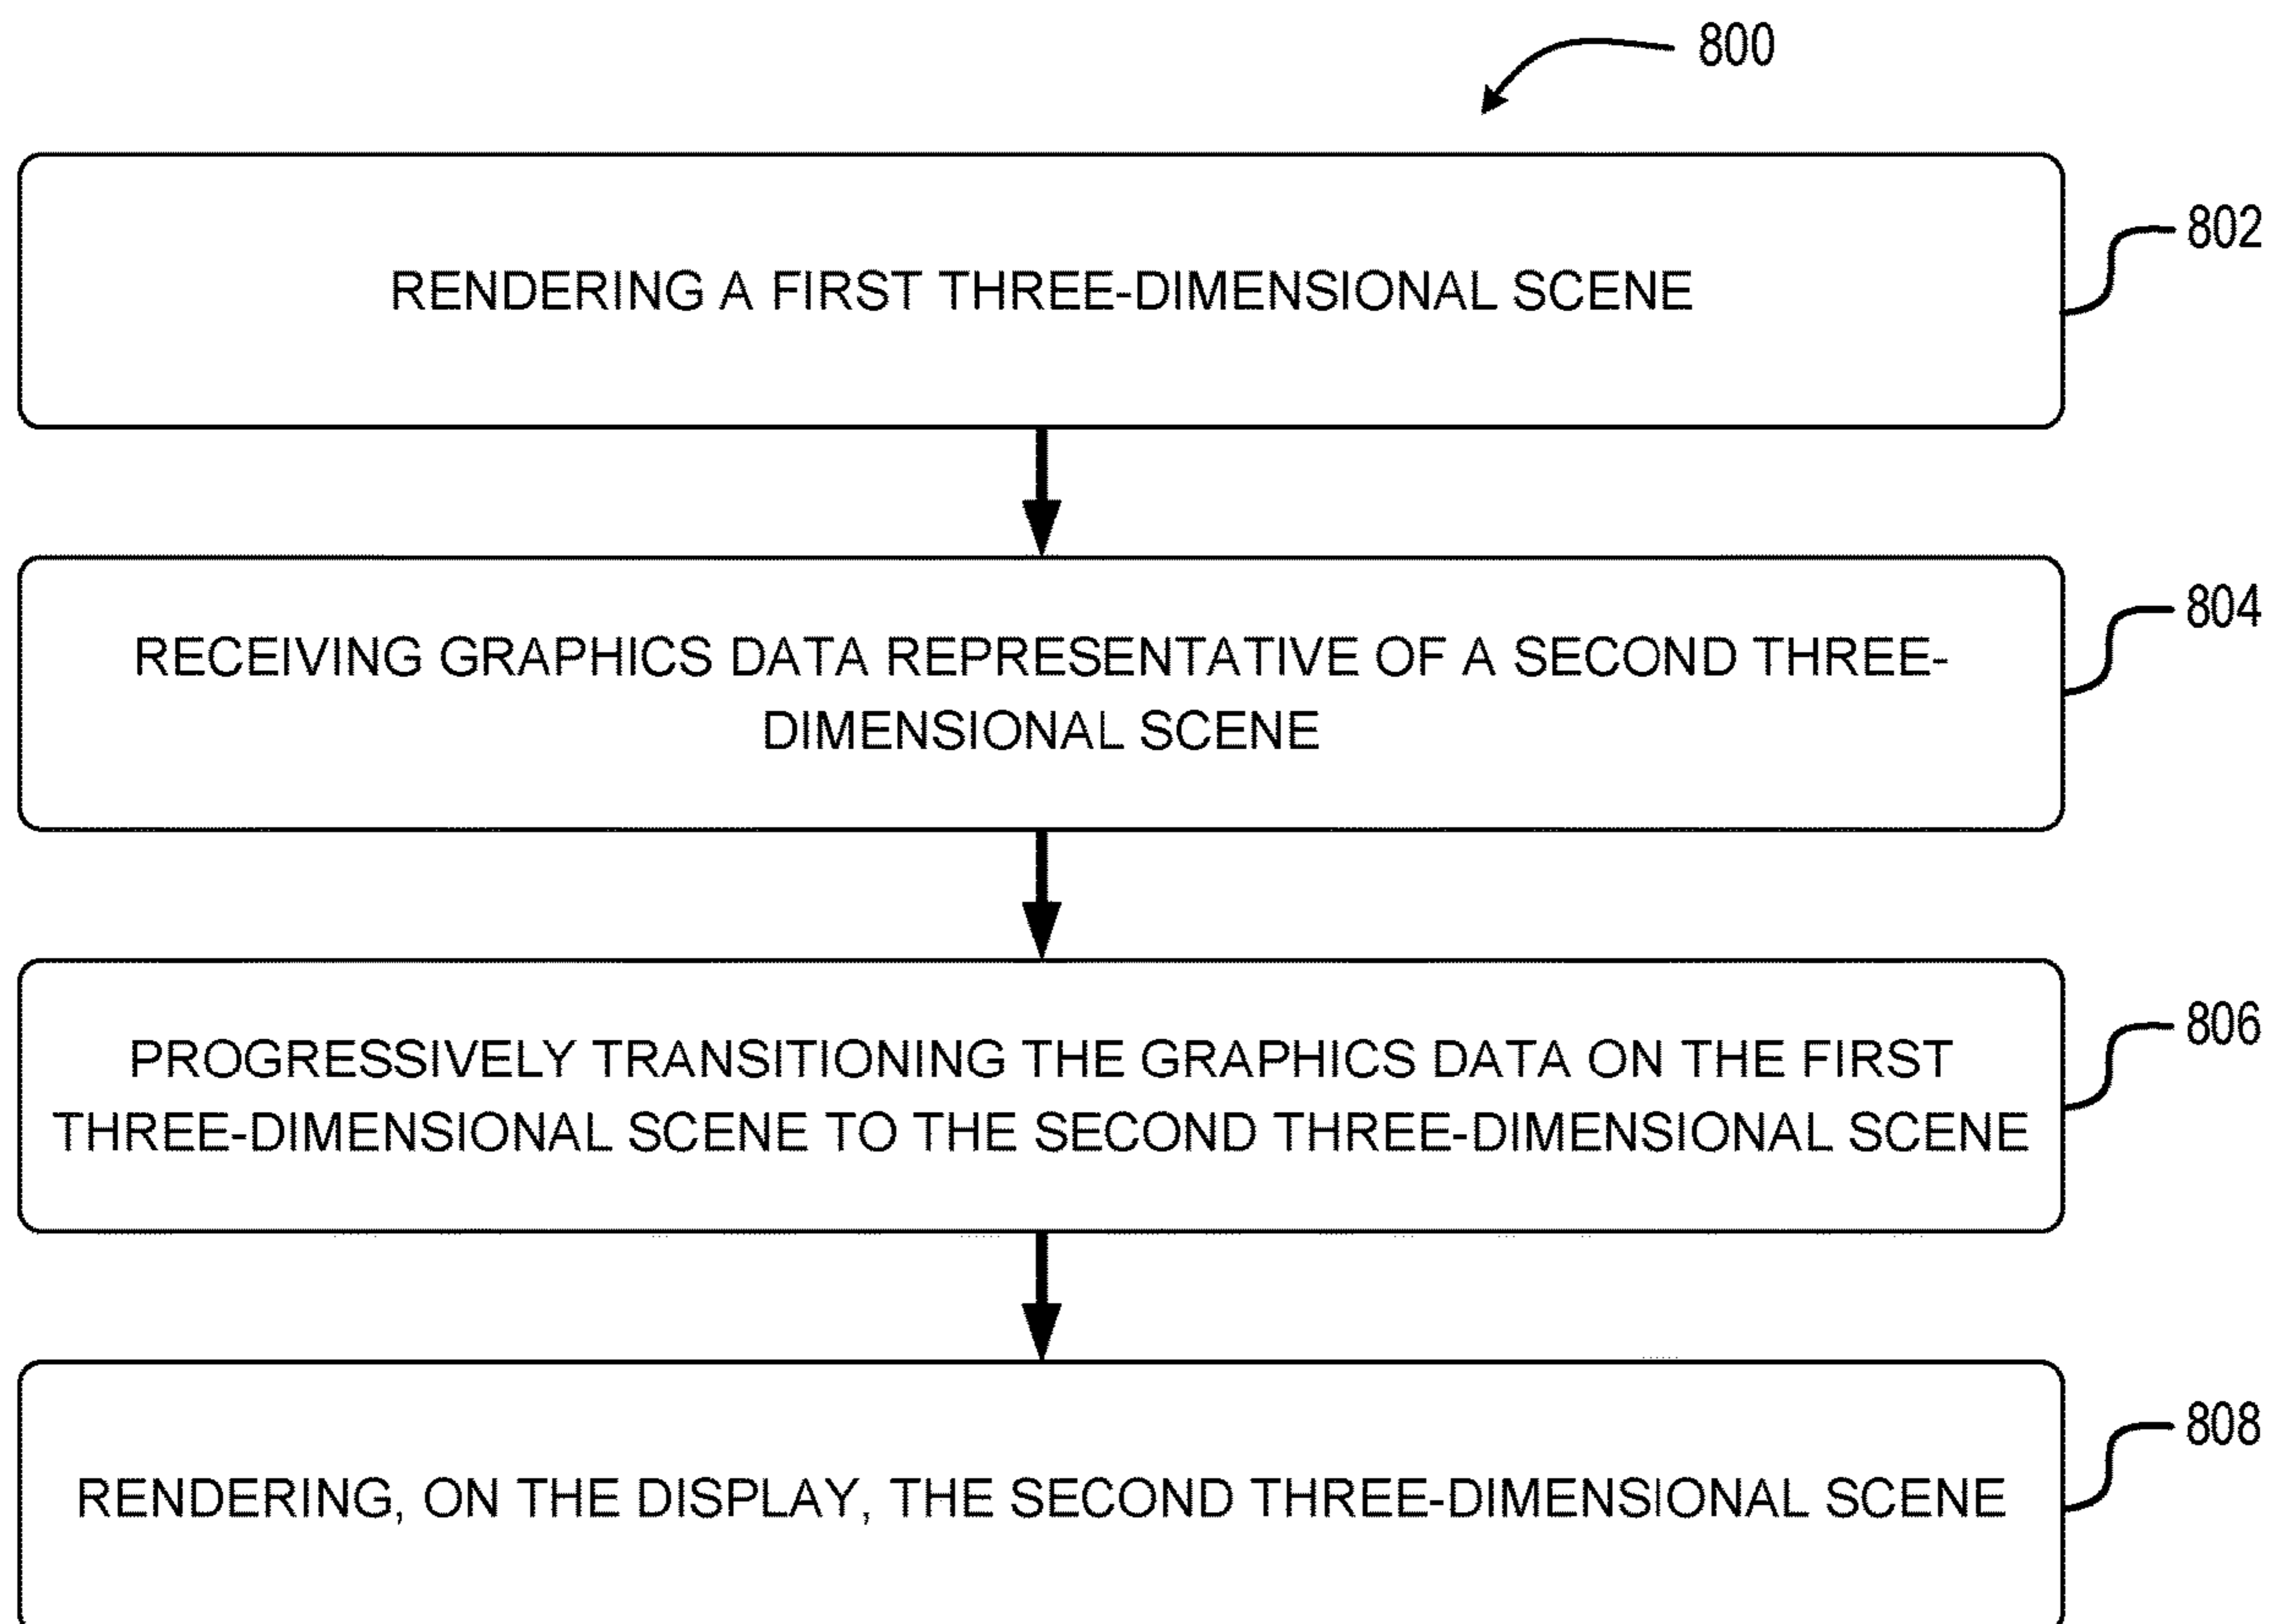 800
RENDERING A FIRST THREE-DIMENSIONAL SCENE
802
RECEIVING GRAPHICS DATA REPRESENTATIVE OF A SECOND THREE-
DIMENSIONAL SCENE
804
PROGRESSIVELY TRANSITIONING THE GRAPHICS DATA ON THE FIRST
THREE-DIMENSIONAL SCENE TO THE SECOND THREE-DIMENSIONAL SCENE
806
RENDERING, ON THE DISPLAY, THE SECOND THREE-DIMENSIONAL SCENE
808